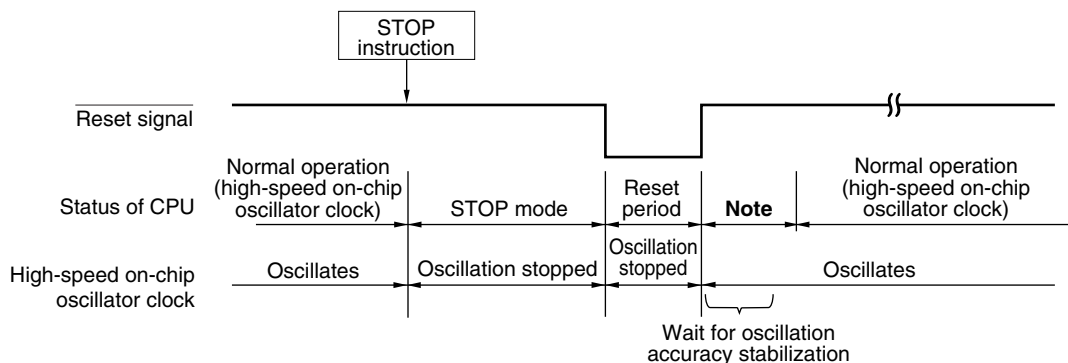 STOP
instruction
Reset signal
Normal operation
(high-speed on-chip
oscillator clock)
Status of CPU
STOP mode
Reset
period
Note
Normal operation
(high-speed on-chip
oscillator clock)
High-speed on-chip
oscillator clock
Oscillates
Oscillation stopped
Oscillation
stopped
Oscillates
Wait for oscillation
accuracy stabilization